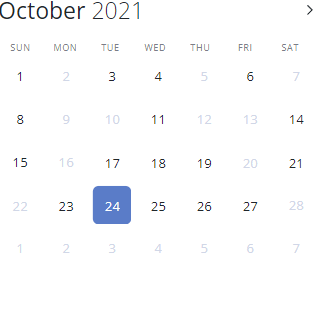 October 2021
SUN MON TUE WED THU FRI SAT
1 2 3 4 5 6 7
8 9 10 11 12 13 14
15 16 17 18 19 20 21
22 23 24 25 26 27 28
1 2 3 4 5 6 7